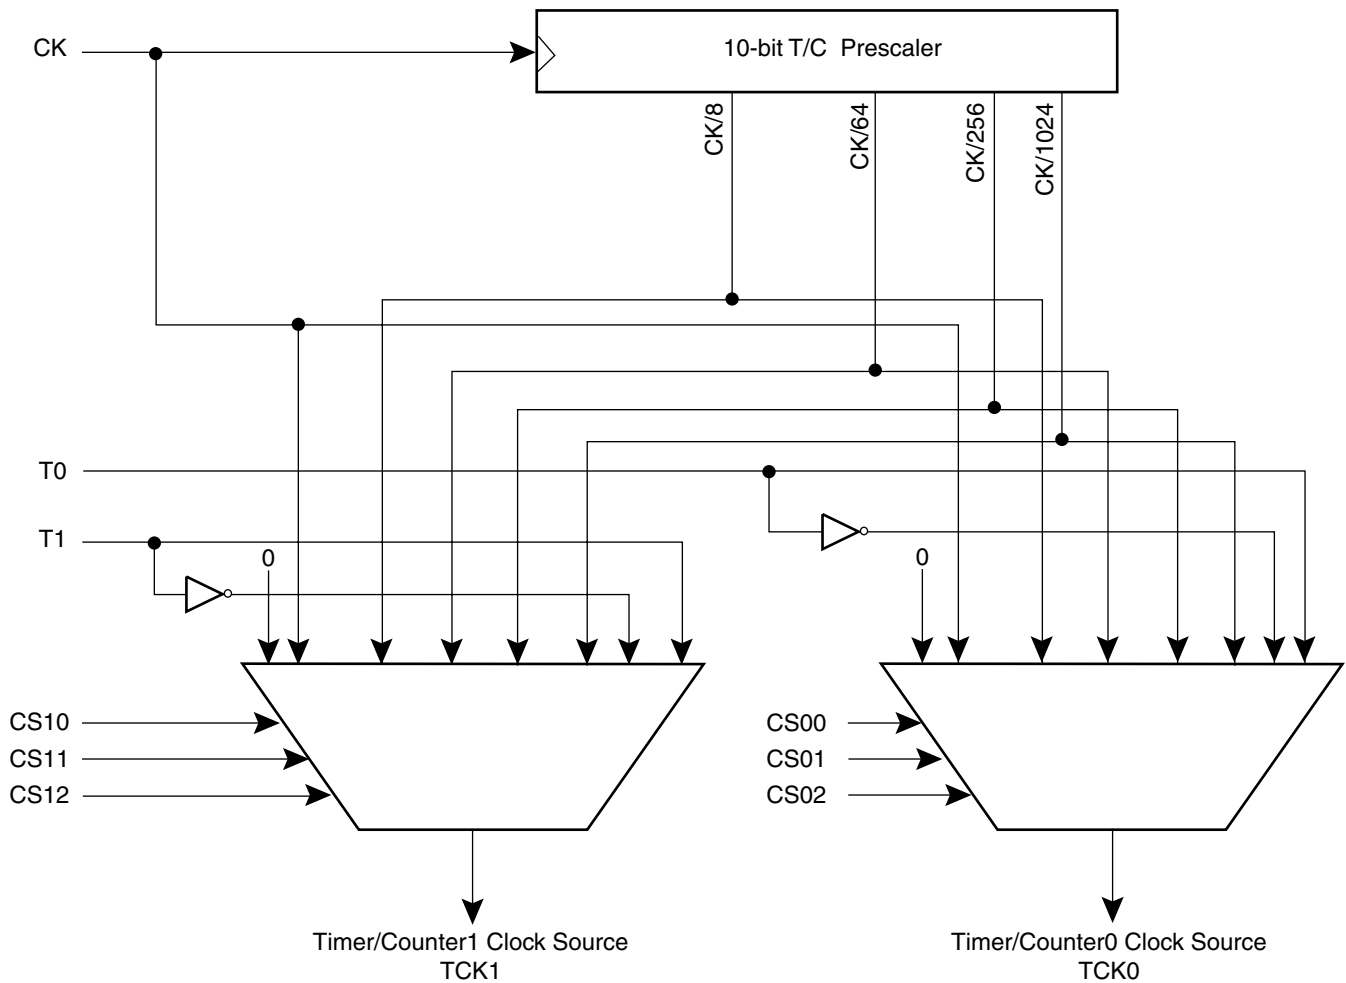 CK
10-bit T/C Prescaler
CK/8
CK/64
CK/256
CK/1024
T0
T1
0
0
CS10
CS11
CS12
CS00
CS01
CS02
Timer/Counter1 Clock Source
TCK1
Timer/Counter0 Clock Source
TCK0